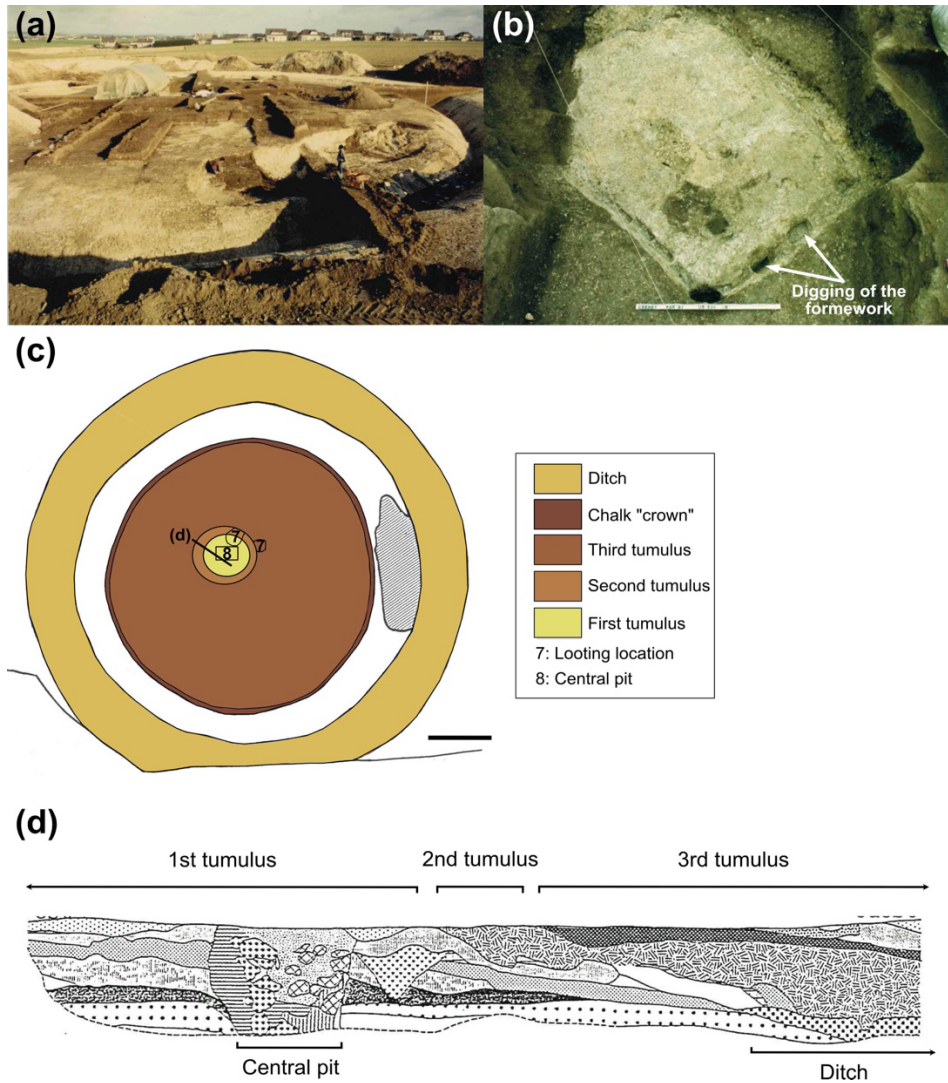 (a)
(b)
Digging of the
formework
(c)
(d)
7
7
8
Ditch
Chalk "crown"
Third tumulus
Second tumulus
First tumulus
7: Looting location
8: Central pit
(d)
1st tumulus
2nd tumulus
3rd tumulus
Central pit
Ditch